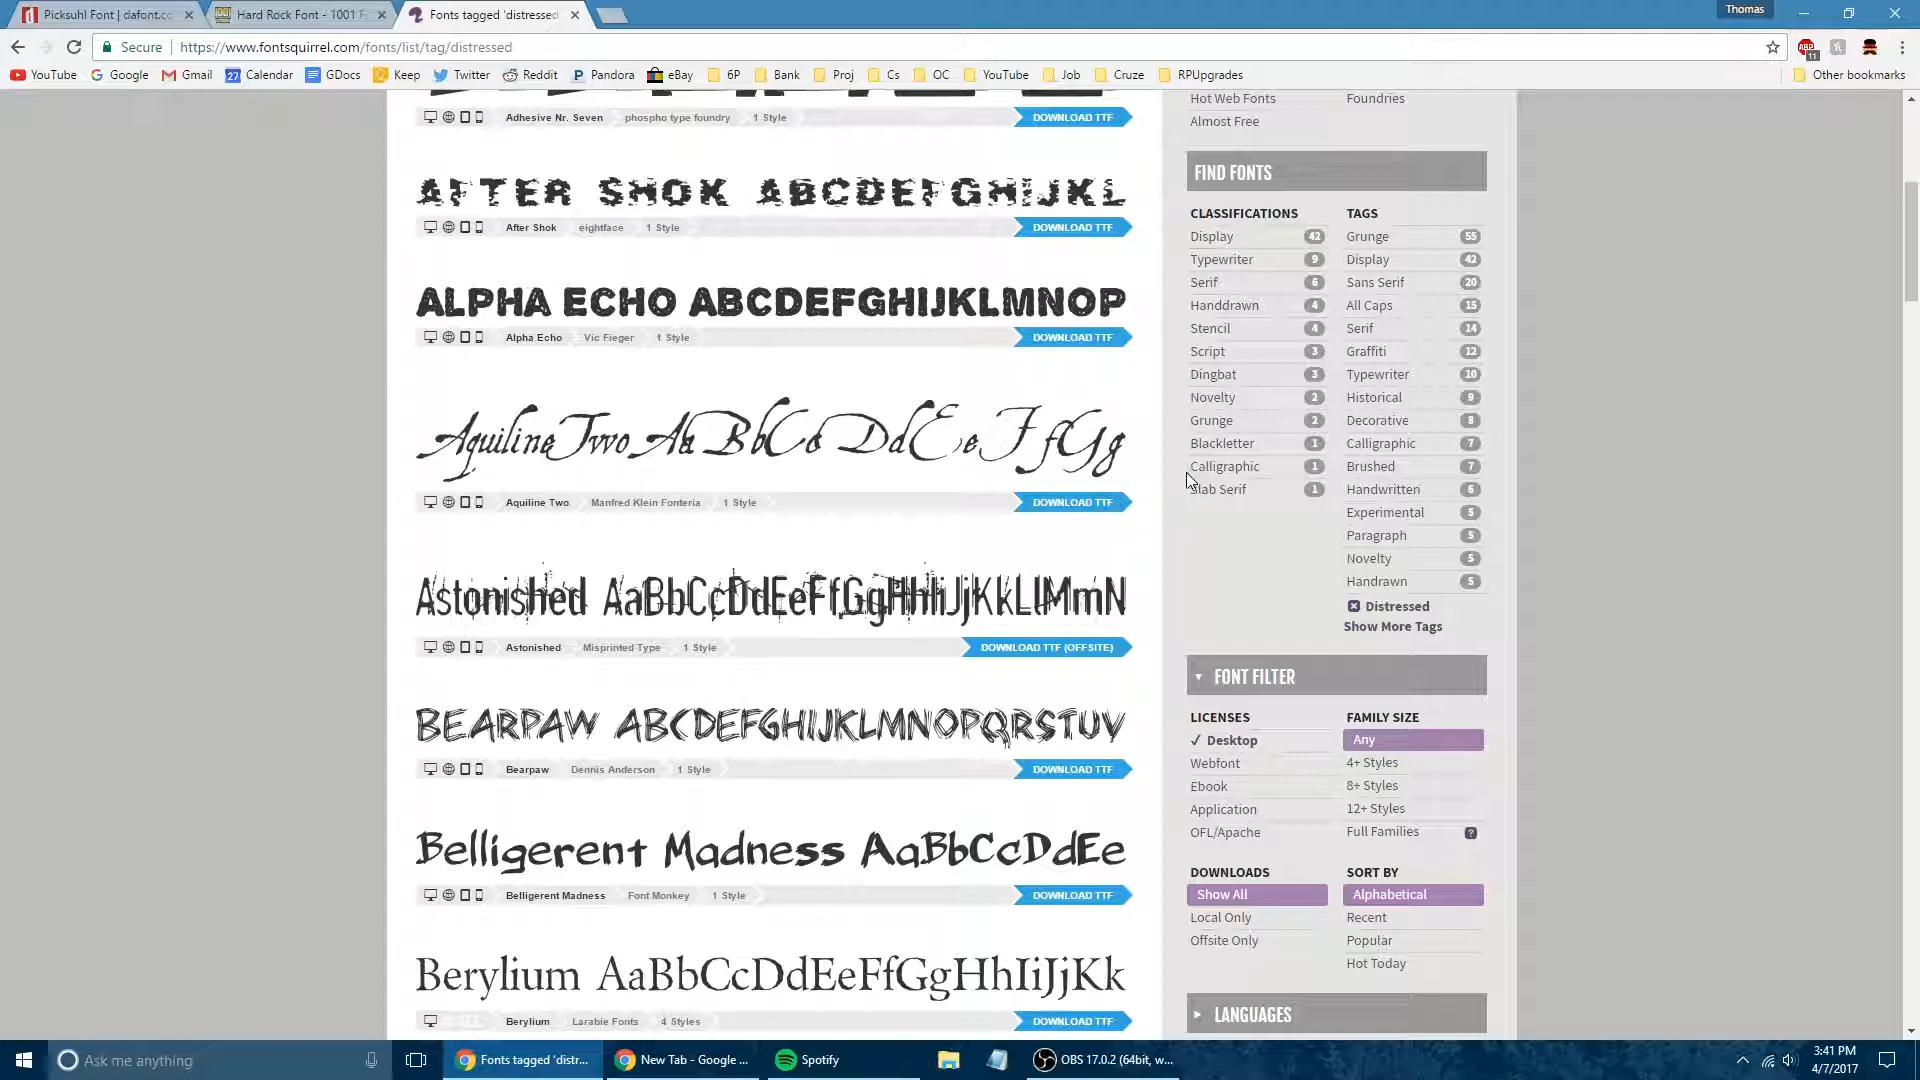 Picksuhl Font | dafont.co
Hard Rock Font - 1001 F
Fonts tagged 'distressed
Thomas
Secure
https://www.fontsquirrel.com/fonts/list/tag/distressed
ABP
11
YouTube
Google
Gmail
27
Calendar
GDocs
Keep
Twitter
Reddit
Pandora
eBay
6P
Bank
Proj
Cs
OC
YouTube
Job
Cruze
RPUpgrades
Other bookmarks
Adhesive Nr. Seven phospho type foundry 1 Style DOWNLOAD TTF
AFTER SHOK ABCDEFGHIJKL
After Shok eightface 1 Style DOWNLOAD TTF
ALPHA ECHO ABCDEFGHIJKLMNOP
Alpha Echo Vic Fieger 1 Style DOWNLOAD TTF
AquilineTwo Aa BbCc DdEe FfGg
Aquiline Two Manfred Klein Fonteria 1 Style DOWNLOAD TTF
Astonished AaBbCcDdEeFfGgHhIiJjKkLlMmN
Astonished Misprinted Type 1 Style DOWNLOAD TTF (OFFSITE)
BEARPAW ABCDEFGHIJKLMNOPQRSTUV
Bearpaw Dennis Anderson 1 Style DOWNLOAD TTF
Belligerent Madness AaBbCcDdEe
Belligerent Madness Font Monkey 1 Style DOWNLOAD TTF
Berylium AaBbCcDdEeFfGgHhIiJjKk
Berylium Larabie Fonts 4 Styles DOWNLOAD TTF
Hot Web Fonts Foundries
Almost Free
FIND FONTS
CLASSIFICATIONS
Display 42
Typewriter 9
Serif 6
Handdrawn 4
Stencil 4
Script 3
Dingbat 3
Novelty 2
Grunge 2
Blackletter 1
Calligraphic 1
Slab Serif 1
TAGS
Grunge 55
Display 42
Sans Serif 20
All Caps 15
Serif 14
Graffiti 12
Typewriter 10
Historical 9
Decorative 8
Calligraphic 7
Brushed 7
Handwritten 6
Experimental 5
Paragraph 5
Novelty 5
Handrawn 5
Distressed
Show More Tags
FONT FILTER
LICENSES
✓ Desktop
Webfont
Ebook
Application
OFL/Apache
FAMILY SIZE
Any
4+ Styles
8+ Styles
12+ Styles
Full Families ?
DOWNLOADS
Show All
Local Only
Offsite Only
SORT BY
Alphabetical
Recent
Popular
Hot Today
LANGUAGES
Ask me anything
Fonts tagged 'distr...
New Tab - Google ...
Spotify
OBS 17.0.2 (64bit, w...
3:41 PM
4/7/2017